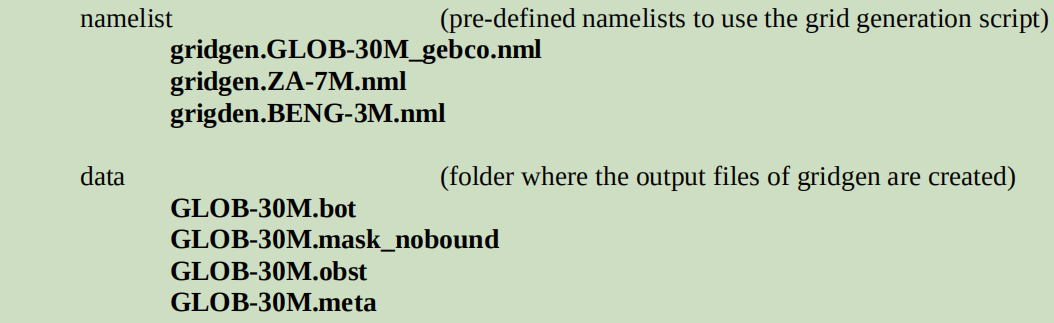 namelist (pre-defined namelists to use the grid generation script)
gridgen.GLOB-30M_gebco.nml
gridgen.ZA-7M.nml
grigden.BENG-3M.nml
data (folder where the output files of gridgen are created)
GLOB-30M.bot
GLOB-30M.mask_nobound
GLOB-30M.obst
GLOB-30M.meta